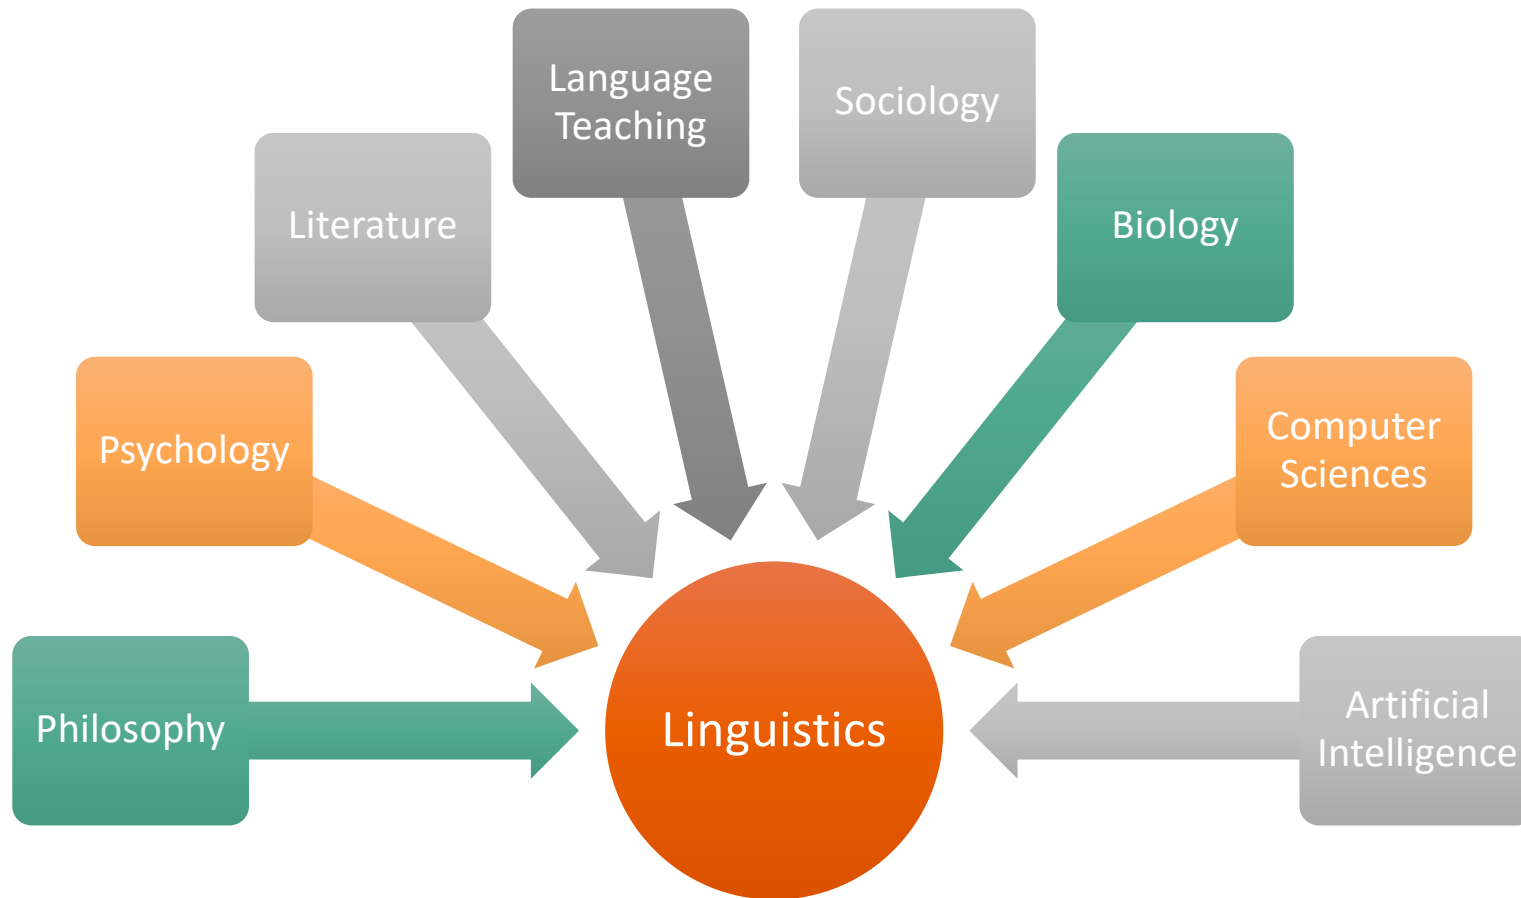 Language
Teaching
Sociology
Literature
Biology
Psychology
Computer
Sciences
Philosophy
Linguistics
Artificial
Intelligence